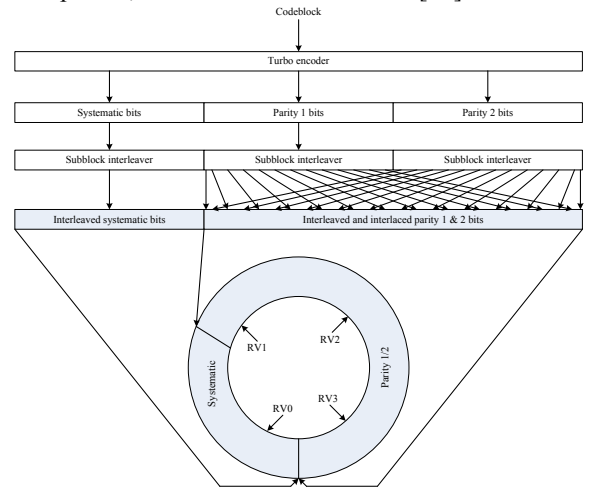 Codeblock
Turbo encoder
Systematic bits
Parity 1 bits
Parity 2 bits
Subblock interleaver
Subblock interleaver
Subblock interleaver
Interleaved systematic bits
Interleaved and interlaced parity 1 & 2 bits
RV1
RV2
Systematic
Parity 1/2
RV0
RV3